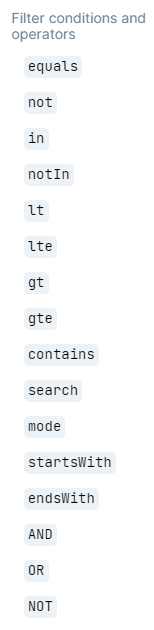 Filter conditions and
operators
equals
not
in
notIn
lt
lte
gt
gte
contains
search
mode
startsWith
endsWith
AND
OR
NOT